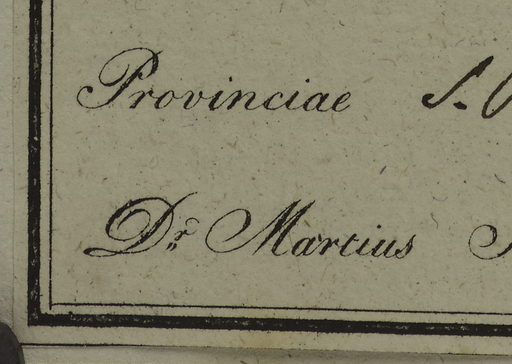 Provinciae S.
Dr. Martius